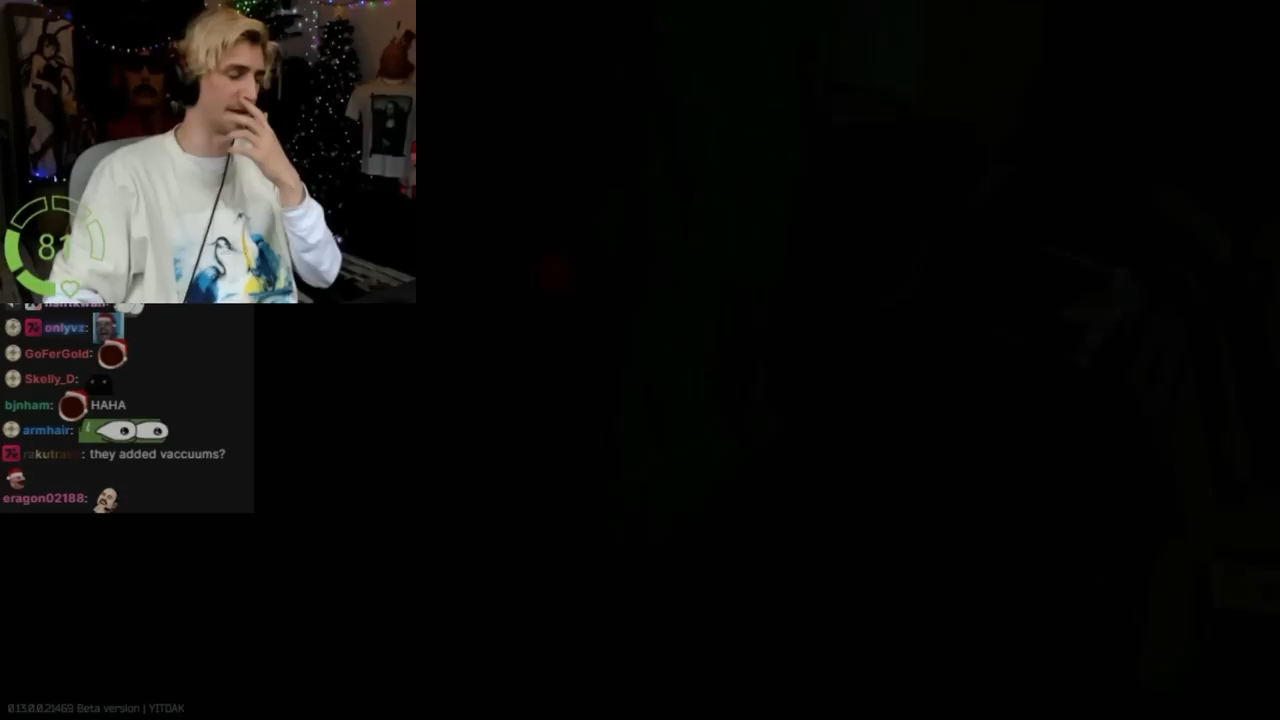 81
onlyvz:
GoFerGold:
Skelly_D:
bjnham: HAHA
armhair:
: they added vaccuums?
eragon02188:
0.13.0.0.21469 Beta version | YITDAK